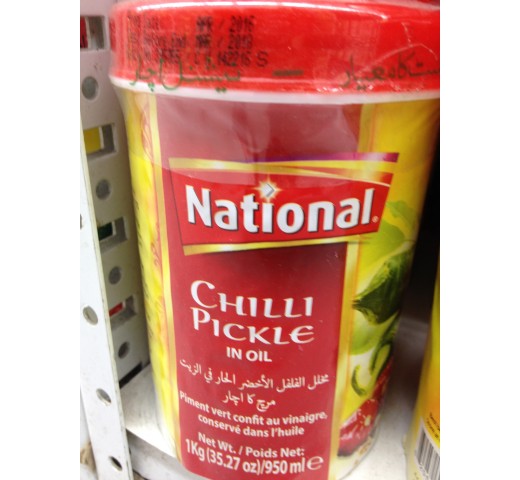 2016
National
CHILLI
PICKLE
IN OIL
مخلل الفلفل الأخضر الحار في الزيت
مرچ کا اچار
Piment vert confit au vinaigre,
conservé dans l'huile
Net Wt. / Poids Net:
1Kg (35.27 oz)/950 ml e